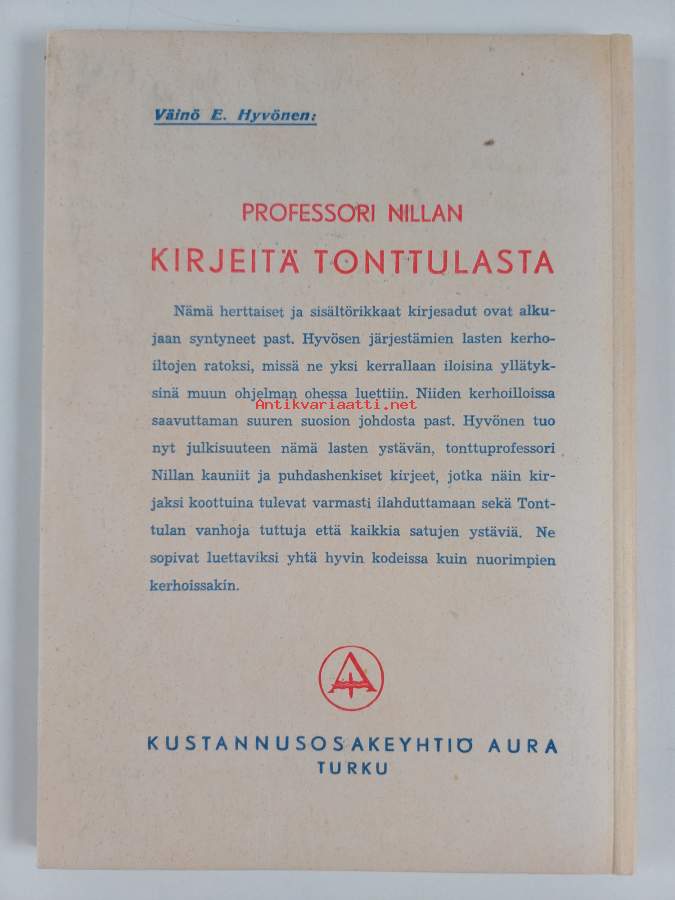 Väinö E. Hyvönen:
PROFESSORI NILLAN
KIRJEITÄ TONTTULASTA
Nämä herttaiset ja sisältörikkaat kirjesadut ovat alku-
jaan syntyneet past. Hyvösen järjestämien lasten kerho-
iltojen ratoksi, missä ne yksi kerrallaan iloisina yllätyk-
sinä muun ohjelman ohessa luettiin. Niiden kerhoilloissa
Antikvariaatti.net
saavuttaman suuren suosion johdosta past. Hyvönen tuo
nyt julkisuuteen nämä lasten ystävän, tonttuprofessori
Nillan kauniit ja puhdashenkiset kirjeet, jotka näin kir-
jaksi koottuina tulevat varmasti ilahduttamaan sekä Tont-
tulan vanhoja tuttuja että kaikkia satujen ystäviä. Ne
sopivat luettaviksi yhtä hyvin kodeissa kuin nuorimpien
kerhoissakin.
A
KUSTANNUSOSAKEYHTIÖ AURA
TURKU